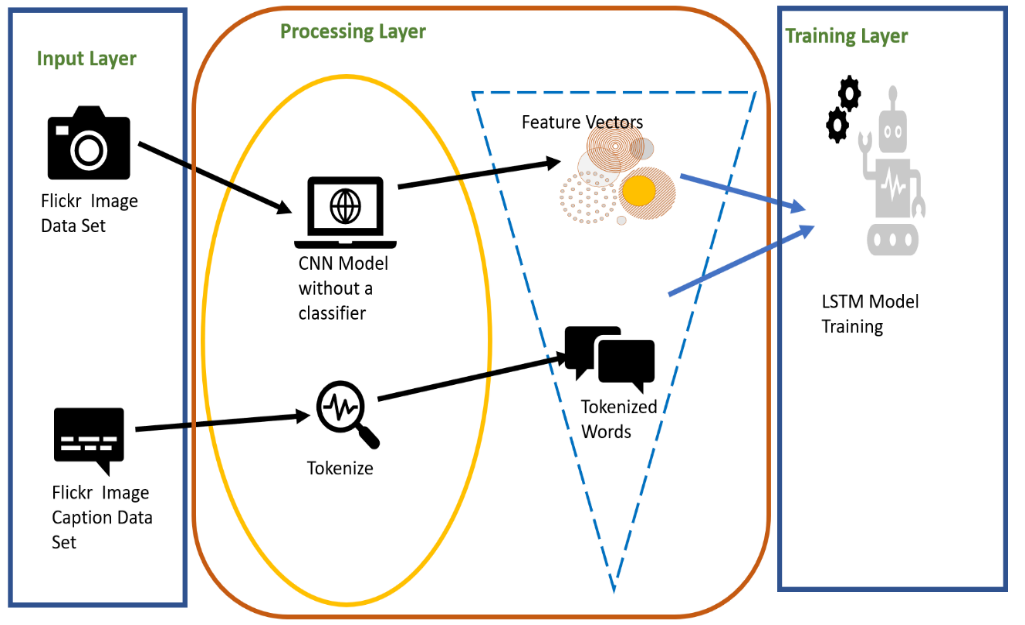 Input Layer
Flickr Image
Data Set
Flickr Image
Caption Data
Set
Processing Layer
CNN Model
without a
classifier
Tokenize
Feature Vectors
Tokenized
Words
Training Layer
LSTM Model
Training